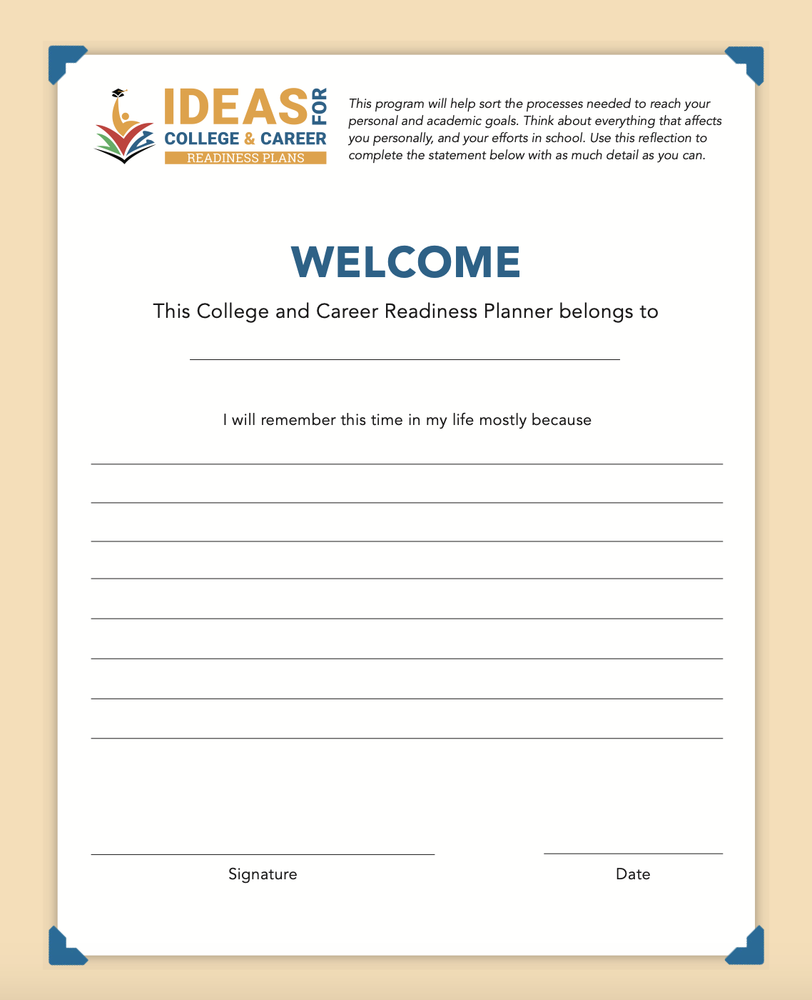 IDEAS FOR
COLLEGE & CAREER
READINESS PLANS
This program will help sort the processes needed to reach your
personal and academic goals. Think about everything that affects
you personally, and your efforts in school. Use this reflection to
complete the statement below with as much detail as you can.
WELCOME
This College and Career Readiness Planner belongs to
I will remember this time in my life mostly because
Signature
Date